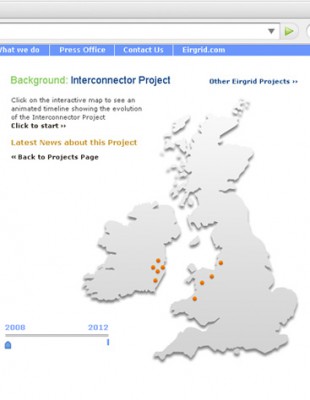 What we do Press Office Contact Us Eirgrid.com
Background: Interconnector Project
Other Eirgrid Projects ››
Click on the interactive map to see an
animated timeline showing the evolution
of the Interconnector Project
Click to start ››
Latest News about this Project
‹‹ Back to Projects Page
2008 2012